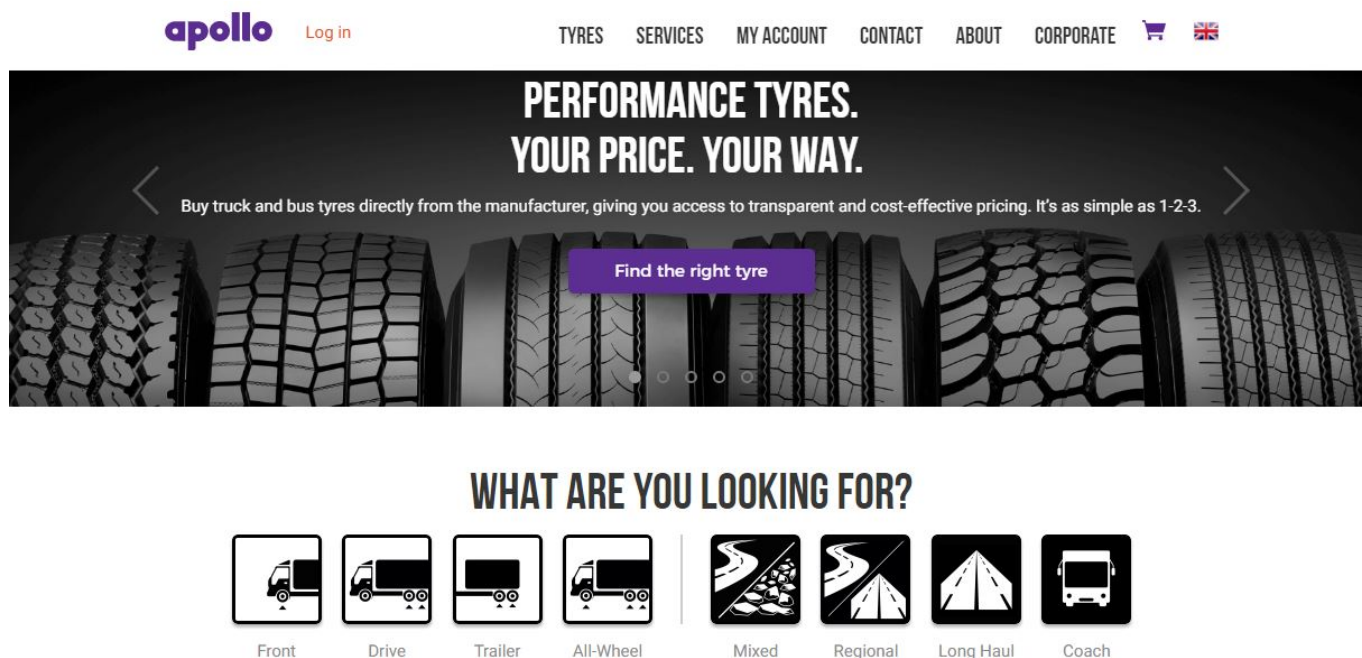 apollo
Log in
TYRES SERVICES MY ACCOUNT CONTACT ABOUT CORPORATE
PERFORMANCE TYRES.
YOUR PRICE. YOUR WAY.
Buy truck and bus tyres directly from the manufacturer, giving you access to transparent and cost-effective pricing. It's as simple as 1-2-3.
Find the right tyre
WHAT ARE YOU LOOKING FOR?
Front Drive Trailer All-Wheel Mixed Regional Long Haul Coach